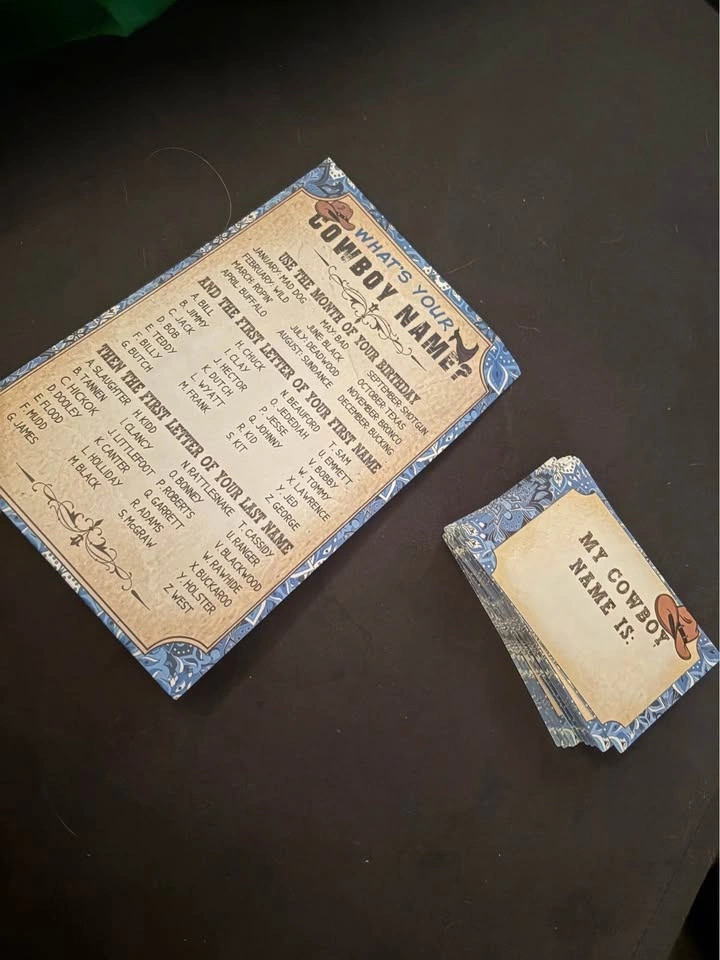 WHAT'S YOUR
COWBOY NAME?
USE THE MONTH OF YOUR BIRTHDAY
JANUARY: MAD DOG
FEBRUARY: WILD
MARCH: ROPIN
APRIL: BUFFALO
MAY: BAD
JUNE: BLACK
JULY: DEADWOOD
AUGUST: SUNDANCE
SEPTEMBER: SHOTGUN
OCTOBER: TEXAS
NOVEMBER: BRONCO
DECEMBER: BUCKING
AND THE FIRST LETTER OF YOUR FIRST NAME
A. BILL
B. JIMMY
C. JACK
D. BOB
E. TEDDY
F. BILLY
G. BUTCH
H. CHUCK
I. CLAY
J. HECTOR
K. DUTCH
L. WYATT
M. FRANK
N. BEAUFORD
O. JEPEDIAH
P. JESSE
Q. JOHNNY
R. KID
S. KIT
T. SAM
U. EMMETT
V. BOBBY
W. TOMMY
X. LAWRENCE
Y. JED
Z. GEORGE
THEN THE FIRST LETTER OF YOUR LAST NAME
A. SLAUGHTER
B. TANNEN
C. HICKOK
D. DOOLEY
E. FLOOD
F. MUDD
G. JAMES
H. KIDD
I. CLANCY
J. LITTLEFOOT
K. CANTER
L. HOLLIDAY
M. BLACK
N. RATTLESNAKE
O. BONNEY
P. ROBERTS
Q. GARRETT
R. ADAMS
S. McGRAW
T. CASSIDY
U. RANGER
V. BLACKWOOD
W. RAWHIDE
X. BUCKAROO
Y. HOLSTER
Z. WEST
MY COWBOY
NAME IS: